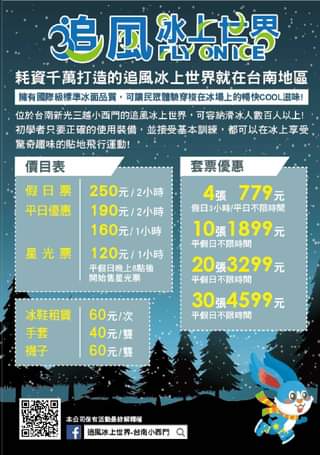 追風冰上世界
FLY ON ICE
耗資千萬打造的追風冰上世界就在台南地區
擁有國際級標準冰面品質，可讓民眾體驗穿梭在冰場上的暢快COOL滋味!
位於台南新光三越小西門的追風冰上世界，可容納滑冰人數百人以上!
初學者只要正確的使用裝備，並接受基本訓練，都可以在冰上享受
驚奇趣味的貼地飛行運動!
價目表
假日票 250元/2小時
平日優惠 190元/2小時
160元/1小時
星光票 120元/1小時
平假日晚上8點後
開始售星光票
冰鞋租賃 60元/次
手套 40元/雙
襪子 60元/雙
套票優惠
4張 779元
假日3小時/平日不限時間
10張1899元
平假日不限時間
20張3299元
平假日不限時間
30張4599元
平假日不限時間
本公司保有活動最終解釋權
追風冰上世界-台南小西門